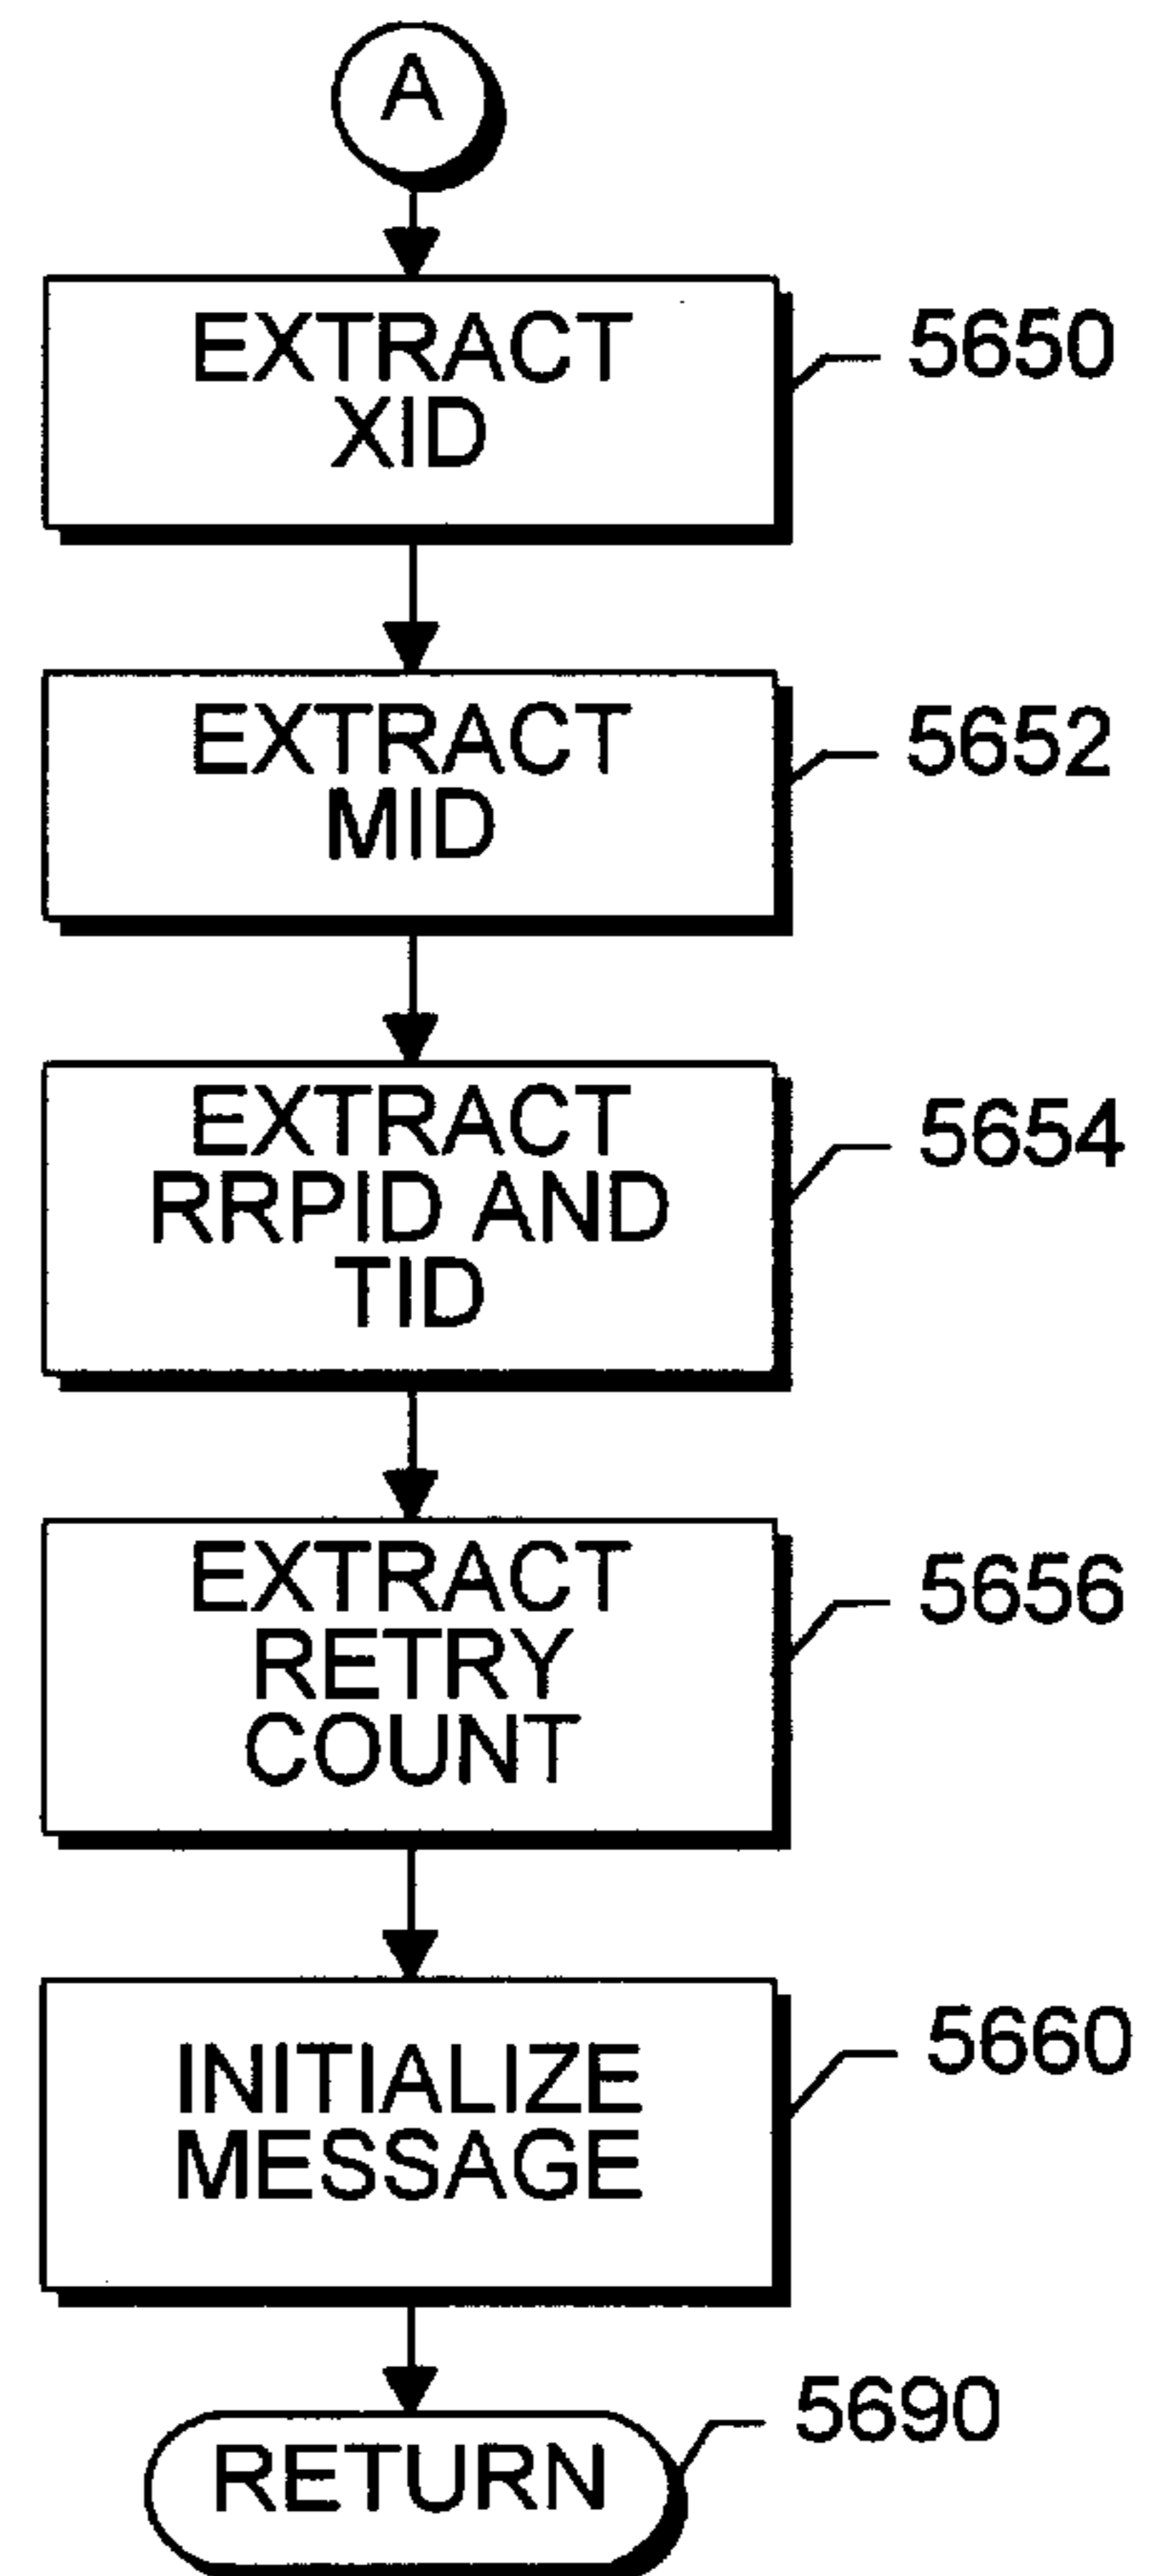 A
EXTRACT
XID
5650
EXTRACT
MID
5652
EXTRACT
RRPID AND
TID
5654
EXTRACT
RETRY
COUNT
5656
INITIALIZE
MESSAGE
5660
RETURN
5690